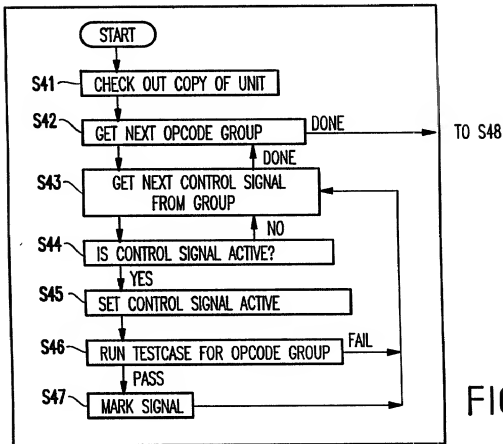 START
S41
CHECK OUT COPY OF UNIT
S42
GET NEXT OPCODE GROUP
DONE
TO S48
DONE
S43
GET NEXT CONTROL SIGNAL
FROM GROUP
NO
S44
IS CONTROL SIGNAL ACTIVE?
YES
S45
SET CONTROL SIGNAL ACTIVE
S46
RUN TESTCASE FOR OPCODE GROUP
FAIL
PASS
S47
MARK SIGNAL